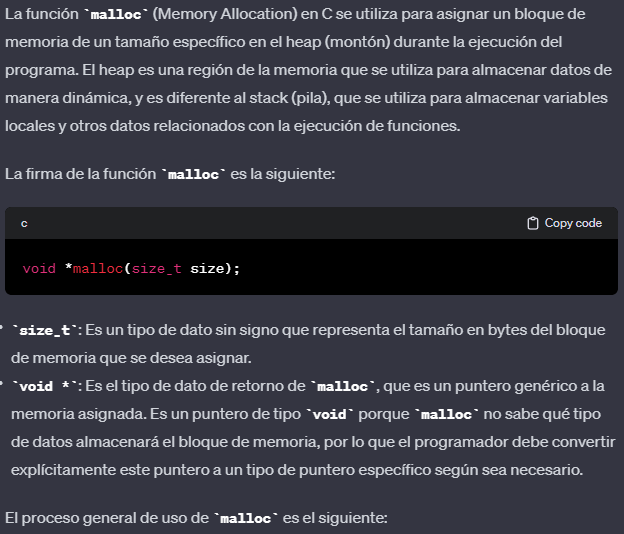 La función `malloc` (Memory Allocation) en C se utiliza para asignar un bloque de
memoria de un tamaño específico en el heap (montón) durante la ejecución del
programa. El heap es una región de la memoria que se utiliza para almacenar datos de
manera dinámica, y es diferente al stack (pila), que se utiliza para almacenar variables
locales y otros datos relacionados con la ejecución de funciones.
La firma de la función `malloc` es la siguiente:
c Copy code
void *malloc(size_t size);
• `size_t`: Es un tipo de dato sin signo que representa el tamaño en bytes del bloque
de memoria que se desea asignar.
• `void *`: Es el tipo de dato de retorno de `malloc`, que es un puntero genérico a la
memoria asignada. Es un puntero de tipo `void` porque `malloc` no sabe qué tipo
de datos almacenará el bloque de memoria, por lo que el programador debe convertir
explícitamente este puntero a un tipo de puntero específico según sea necesario.
El proceso general de uso de `malloc` es el siguiente: